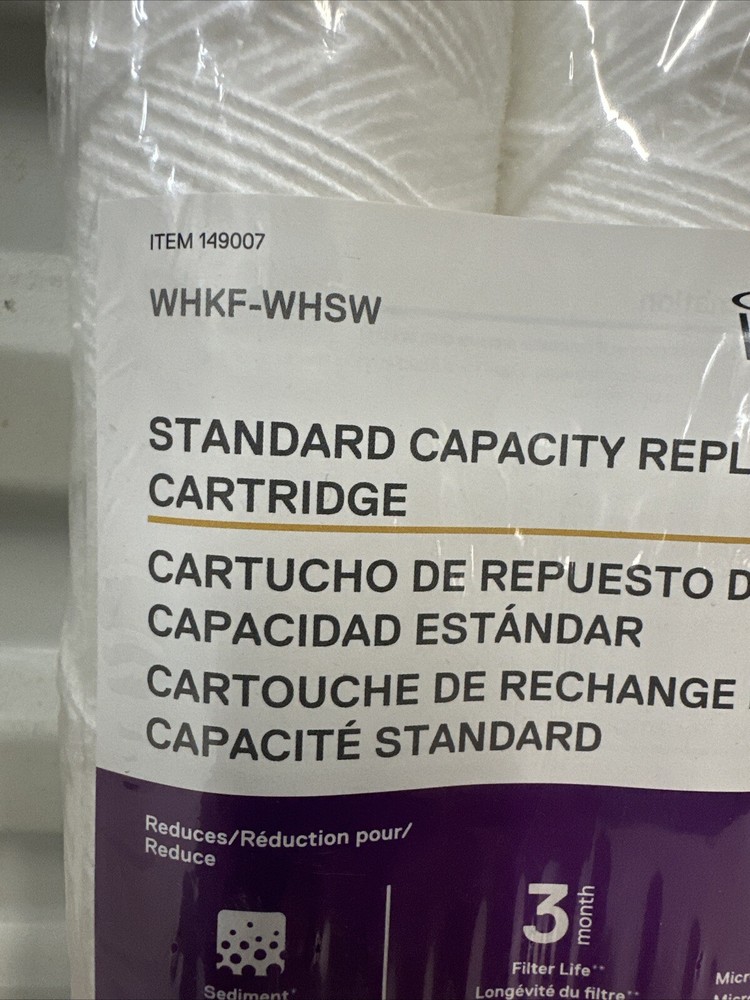 ITEM 149007
WHKF-WHSW
STANDARD CAPACITY REPL
CARTRIDGE
CARTUCHO DE REPUESTO D
CAPACIDAD ESTÁNDAR
CARTOUCHE DE RECHANGE
CAPACITÉ STANDARD
Reduces/Réduction pour/
Reduce
Sediment*
3 month
Filter Life**
Longévité du filtre**
Micr